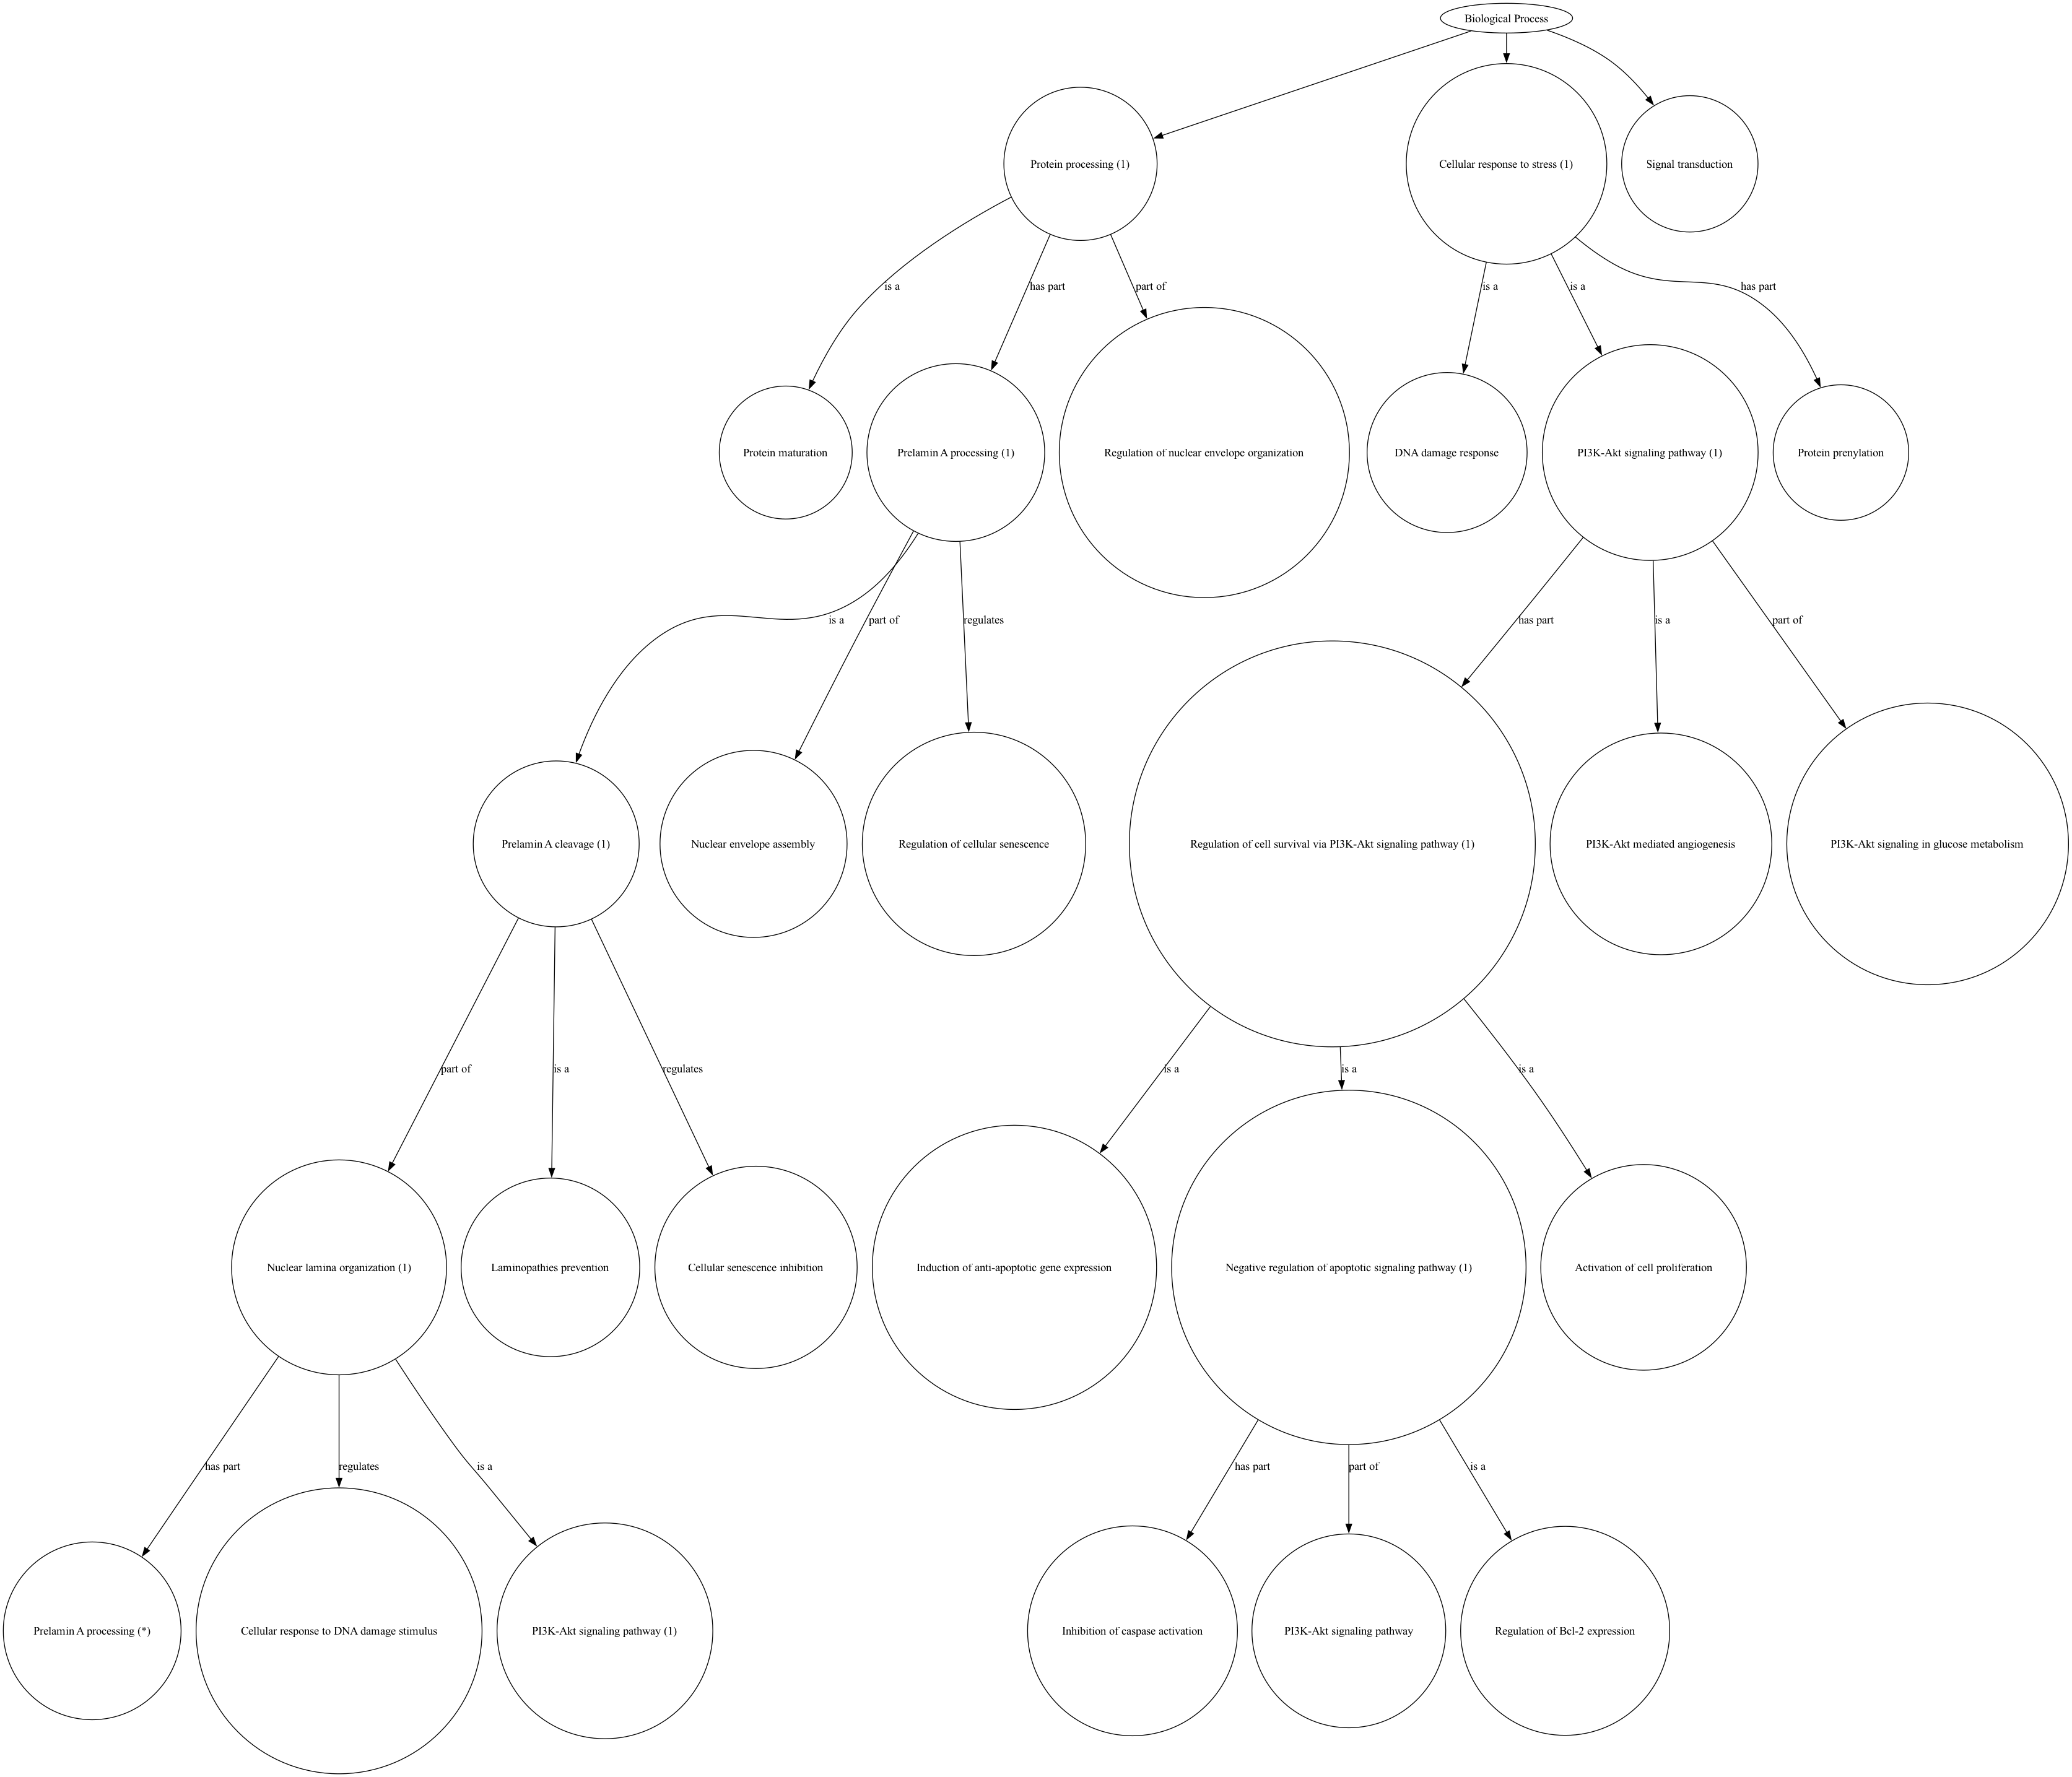 Biological Process
Protein processing (1)
Cellular response to stress (1)
Signal transduction
is a
has part
part of
is a
is a
has part
Protein maturation
Prelamin A processing (1)
Regulation of nuclear envelope organization
DNA damage response
PI3K-Akt signaling pathway (1)
Protein prenylation
is a
part of
regulates
has part
is a
part of
Prelamin A cleavage (1)
Nuclear envelope assembly
Regulation of cellular senescence
Regulation of cell survival via PI3K-Akt signaling pathway (1)
PI3K-Akt mediated angiogenesis
PI3K-Akt signaling in glucose metabolism
part of
is a
regulates
is a
is a
is a
Nuclear lamina organization (1)
Laminopathies prevention
Cellular senescence inhibition
Induction of anti-apoptotic gene expression
Negative regulation of apoptotic signaling pathway (1)
Activation of cell proliferation
has part
regulates
is a
has part
part of
is a
Prelamin A processing (*)
Cellular response to DNA damage stimulus
PI3K-Akt signaling pathway (1)
Inhibition of caspase activation
PI3K-Akt signaling pathway
Regulation of Bcl-2 expression